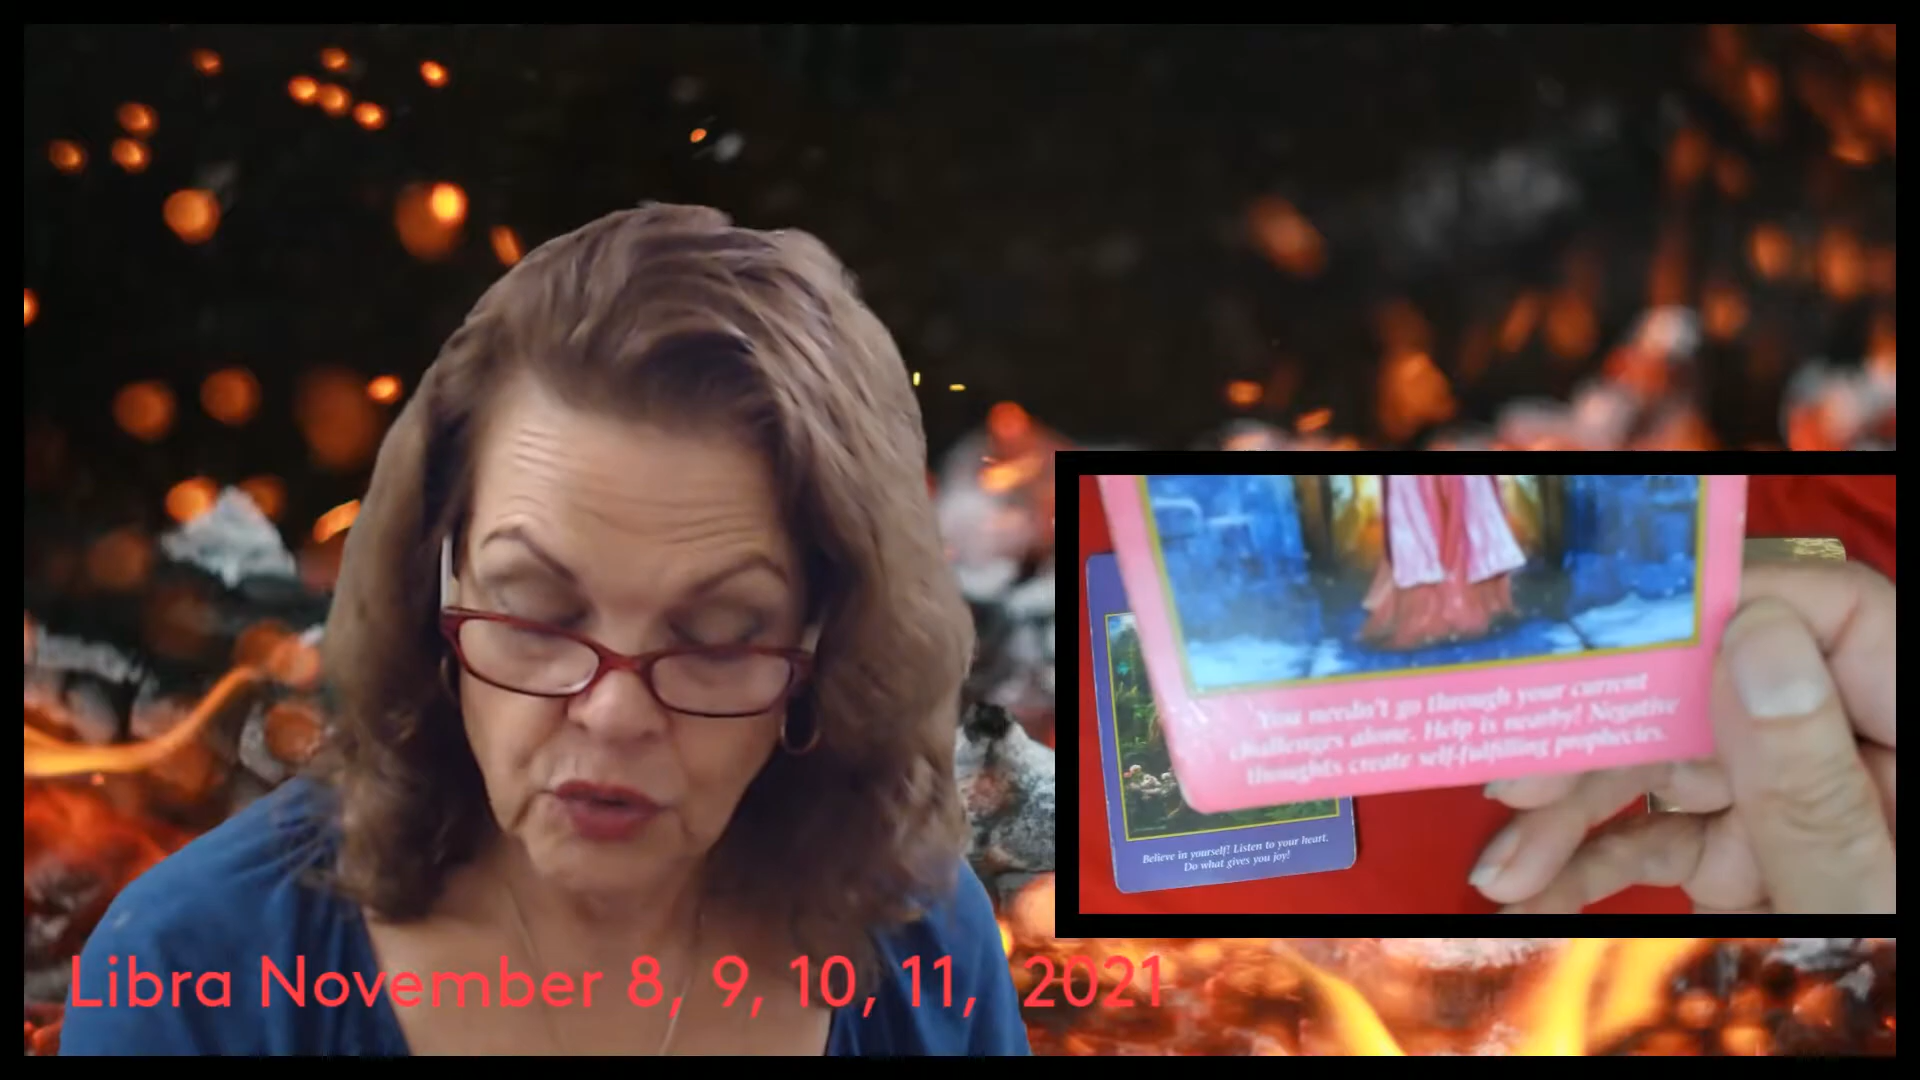 You needn't go through your current
challenges alone. Help is nearby! Negative
thoughts create self-fulfilling prophecies.
Believe in yourself! Listen to your heart.
Do what gives you joy!
Libra November 8, 9, 10, 11, 2021